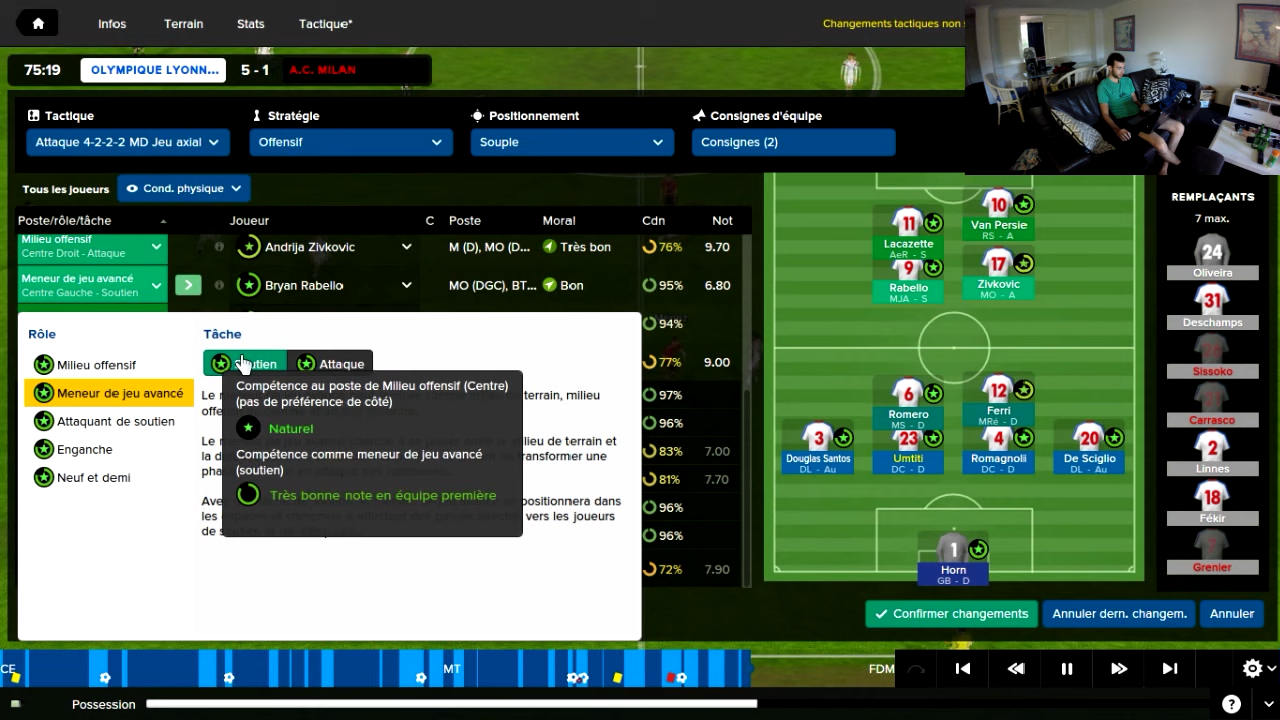 Infos Terrain Stats Tactique*
Changements tactiques non
75:19 OLYMPIQUE LYONN... 5 - 1 A.C. MILAN
Tactique Stratégie Positionnement Consignes d'équipe
Attaque 4-2-2-2 MD Jeu axial Offensif Souple Consignes (2)
Tous les joueurs Cond. physique
Poste/rôle/tâche Joueur C Poste Moral Cdn Not
Milieu offensif
Centre Droit - Attaque
Andrija Zivkovic M (D), MO (D... Très bon 76% 9.70
Meneur de jeu avancé
Centre Gauche - Soutien
Bryan Rabello MO (DGC), BT... Bon 95% 6.80
94%
77% 9.00
97%
96%
83% 7.00
81% 7.70
96%
96%
72% 7.90
Rôle
Milieu offensif
Meneur de jeu avancé
Attaquant de soutien
Enganche
Neuf et demi
Tâche
Attaque
Compétence au poste de Milieu offensif (Centre)
(pas de préférence de côté)
Naturel
Compétence comme meneur de jeu avancé
(soutien)
Très bonne note en équipe première
11
Lacazette
AeR - S
10
Van Persie
RS - A
9
Rabello
MJA - S
17
Zivkovic
MO - A
6
Romero
MS - D
12
Ferri
MRé - D
3
Douglas Santos
DL - Au
23
Umtiti
DC - D
4
Romagnoli
DC - D
20
De Sciglio
DL - Au
1
Horn
GB - D
REMPLAÇANTS
7 max.
24
Oliveira
31
Deschamps
Sissoko
Carrasco
2
Linnes
18
Fékir
Grenier
Confirmer changements Annuler dern. changem. Annuler
CE MT FDM
Possession